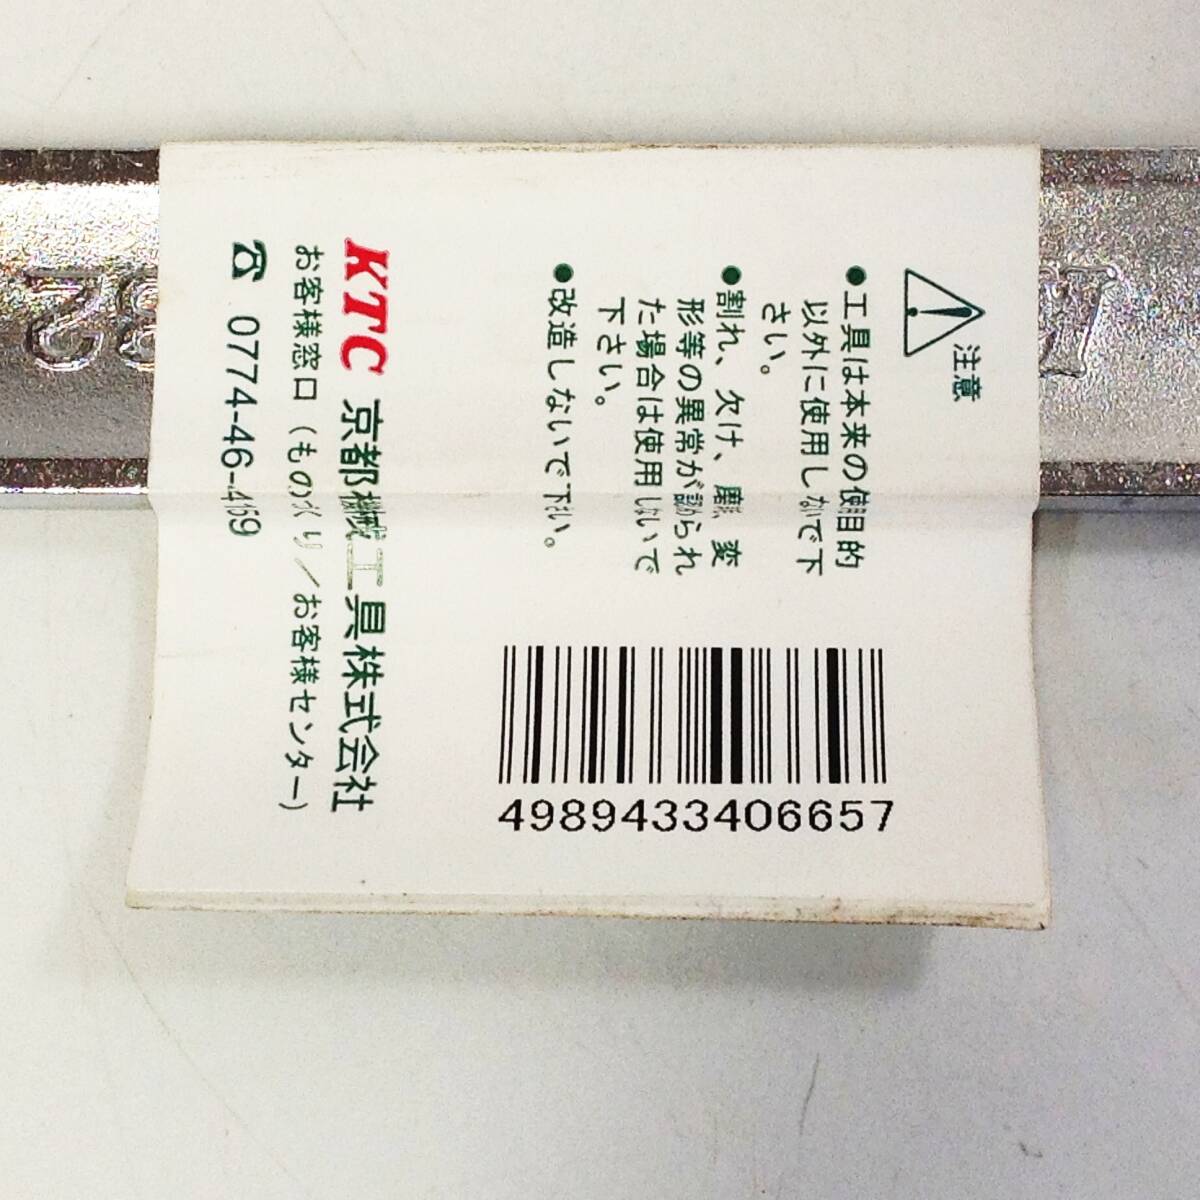 注意
●工具は本来の使用目的
以外に使用しないで下
さい。
●割れ、欠け、磨耗、変
形等の異常が認められ
た場合は使用しないで
下さい。
●改造しないで下さい。
KTC 京都機械工具株式会社
お客様窓口(ものづくり/お客様センター)
☎ 0774-46-4159
4989433406657